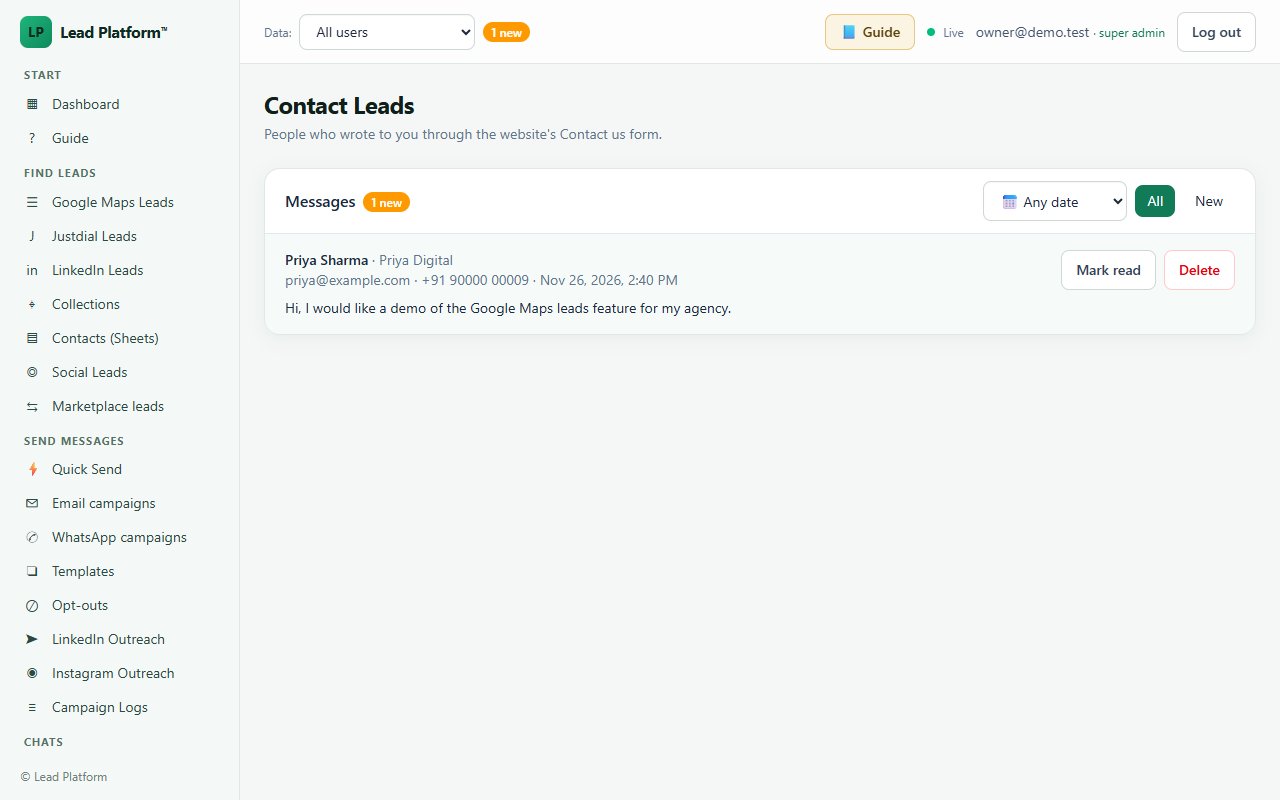 LP Lead Platform™
START
Dashboard
? Guide
FIND LEADS
Google Maps Leads
J Justdial Leads
in LinkedIn Leads
Collections
Contacts (Sheets)
Social Leads
Marketplace leads
SEND MESSAGES
Quick Send
Email campaigns
WhatsApp campaigns
Templates
Opt-outs
LinkedIn Outreach
Instagram Outreach
Campaign Logs
CHATS
© Lead Platform
Data: All users 1 new Guide Live owner@demo.test · super admin Log out
Contact Leads
People who wrote to you through the website's Contact us form.
Messages 1 new Any date All New
Priya Sharma · Priya Digital
priya@example.com · +91 90000 00009 · Nov 26, 2026, 2:40 PM
Mark read Delete
Hi, I would like a demo of the Google Maps leads feature for my agency.